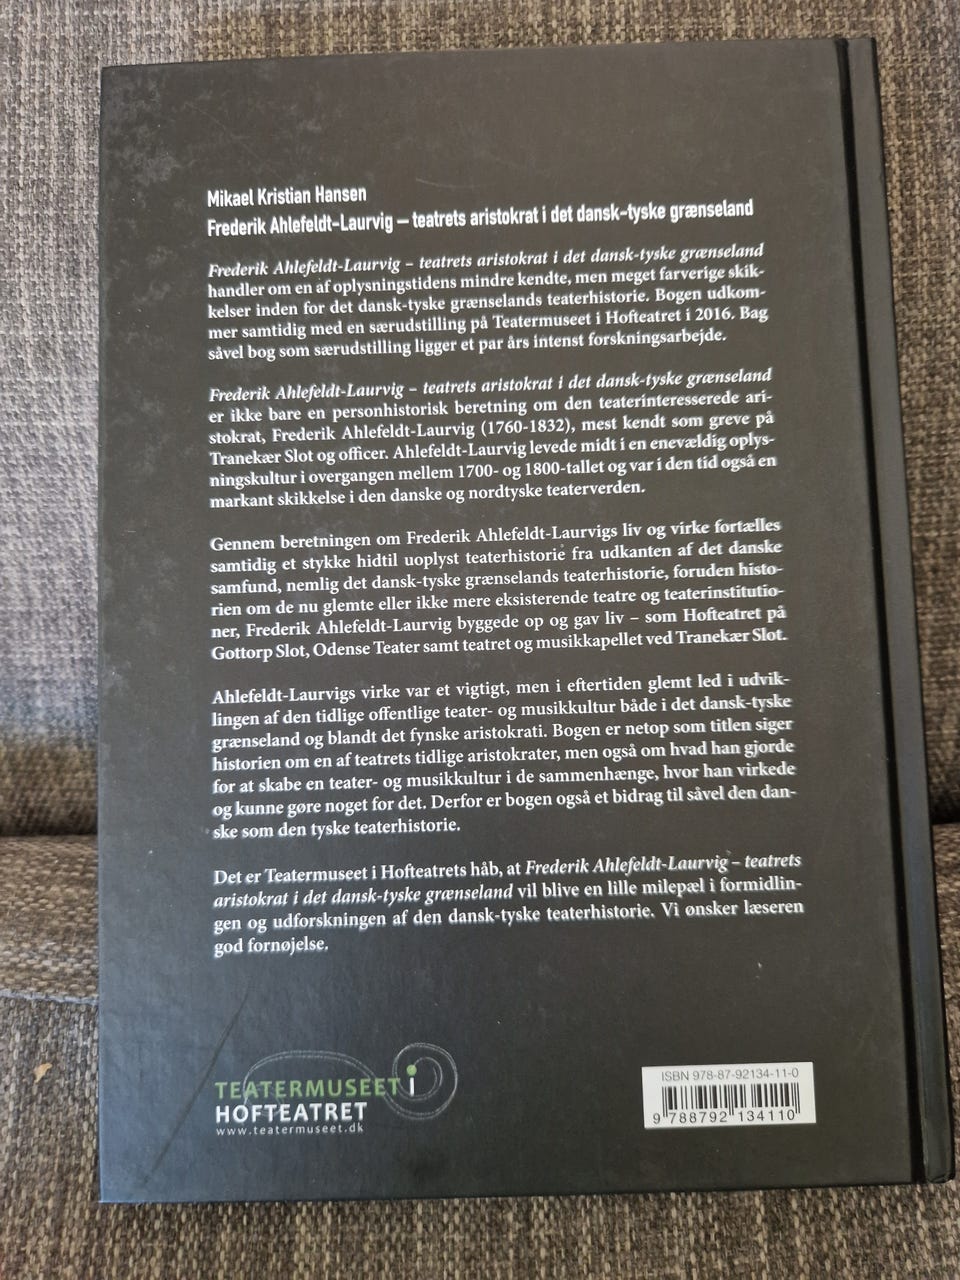 Mikael Kristian Hansen
Frederik Ahlefeldt-Laurvig – teatrets aristokrat i det dansk-tyske grænseland
Frederik Ahlefeldt-Laurvig – teatrets aristokrat i det dansk-tyske grænseland
handler om en af oplysningstidens mindre kendte, men meget farverige skik-
kelser inden for det dansk-tyske grænselands teaterhistorie. Bogen udkom-
mer samtidig med en særudstilling på Teatermuseet i Hofteatret i 2016. Bag
såvel bog som særudstilling ligger et par års intenst forskningsarbejde.
Frederik Ahlefeldt-Laurvig – teatrets aristokrat i det dansk-tyske grænseland
er ikke bare en personhistorisk beretning om den teaterinteresserede ari-
stokrat, Frederik Ahlefeldt-Laurvig (1760-1832), mest kendt som greve på
Tranekær Slot og officer. Ahlefeldt-Laurvig levede midt i en enevældig oplys-
ningskultur i overgangen mellem 1700- og 1800-tallet og var i den tid også en
markant skikkelse i den danske og nordtyske teaterverden.
Gennem beretningen om Frederik Ahlefeldt-Laurvigs liv og virke fortælles
samtidig et stykke hidtil uoplyst teaterhistorie fra udkanten af det danske
samfund, nemlig det dansk-tyske grænselands teaterhistorie, foruden histo-
rien om de nu glemte eller ikke mere eksisterende teatre og teaterinstitutio-
ner, Frederik Ahlefeldt-Laurvig byggede op og gav liv – som Hofteatret på
Gottorp Slot, Odense Teater samt teatret og musikkapellet ved Tranekær Slot.
Ahlefeldt-Laurvigs virke var et vigtigt, men i eftertiden glemt led i udvik-
lingen af den tidlige offentlige teater- og musikkultur både i det dansk-tyske
grænseland og blandt det fynske aristokrati. Bogen er netop som titlen siger
historien om en af teatrets tidlige aristokrater, men også om hvad han gjorde
for at skabe en teater- og musikkultur i de sammenhænge, hvor han virkede
og kunne gøre noget for det. Derfor er bogen også et bidrag til såvel den dan-
ske som den tyske teaterhistorie.
Det er Teatermuseet i Hofteatrets håb, at Frederik Ahlefeldt-Laurvig – teatrets
aristokrat i det dansk-tyske grænseland vil blive en lille milepæl i formidlin-
gen og udforskningen af den dansk-tyske teaterhistorie. Vi ønsker læseren
god fornøjelse.
TEATERMUSEET i
HOFTEATRET
www.teatermuseet.dk
ISBN 978-87-92134-11-0
9 788792 134110